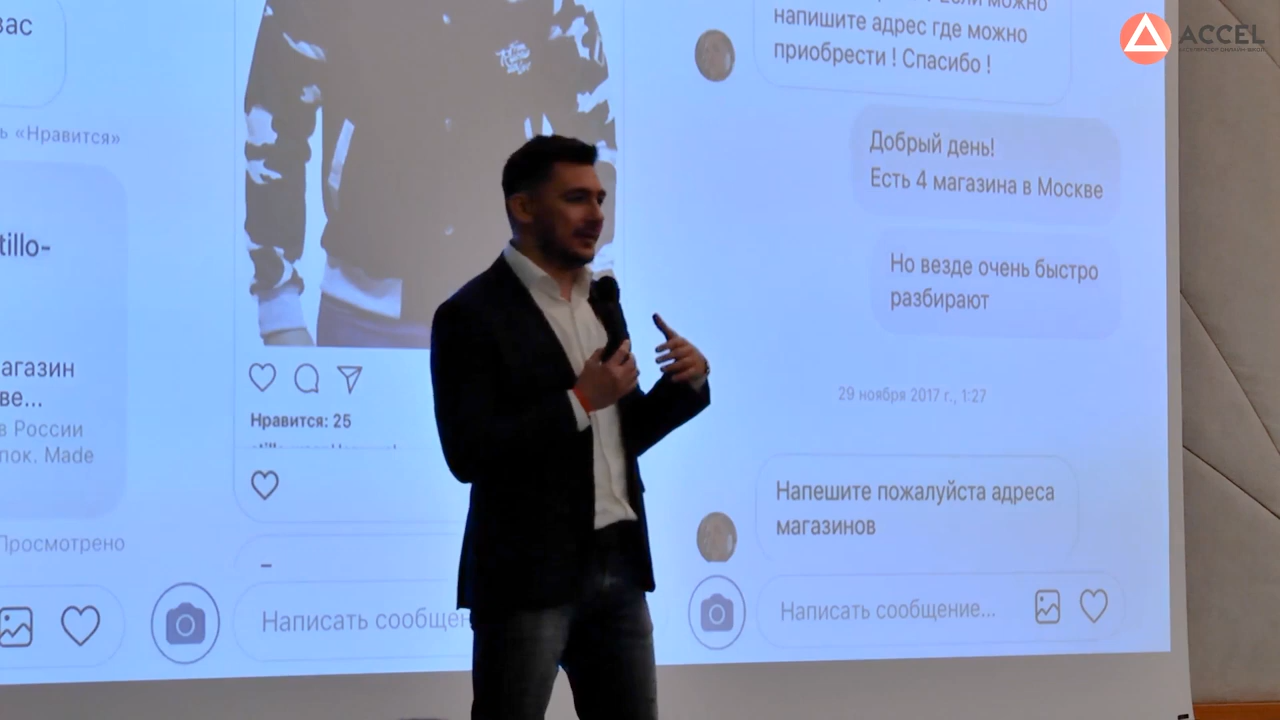 вас
ь «Нравится»
tillo-
агазин
ве...
в России
пок. Made
Просмотрено
Нравится: 25
Написать сообщен
можно
напишите адрес где можно
приобрести ! Спасибо !
Добрый день!
Есть 4 магазина в Москве
Но везде очень быстро
разбирают
29 ноября 2017 г., 1:27
Напешите пожалуйста адреса
магазинов
Написать сообщение...
ACCEL